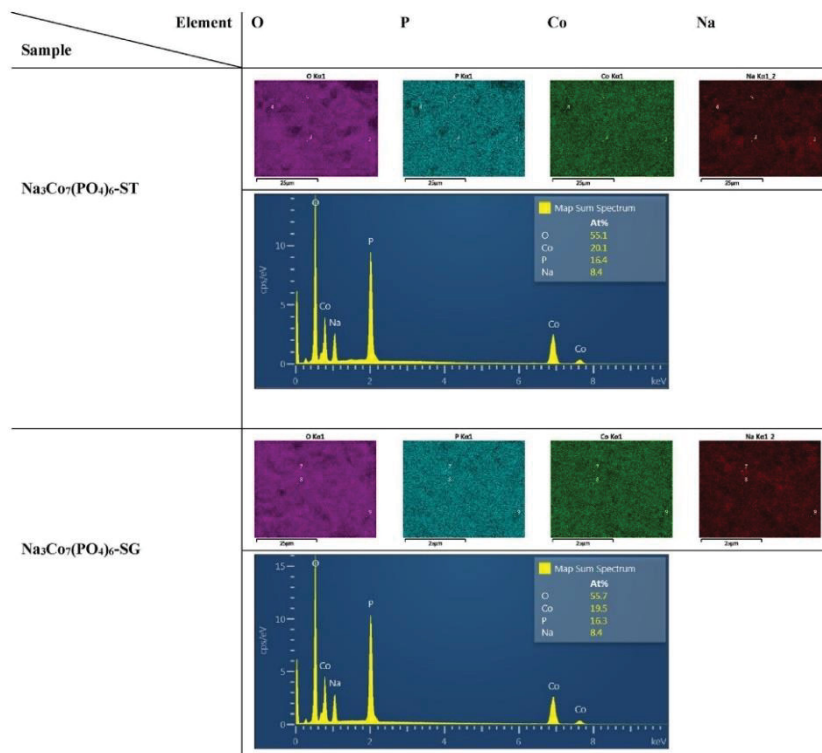 Element O P Co Na
Sample
O Kα1 P Kα1 Co Kα1 Na Kα1_2
25μm 25μm 25μm 25μm
Na₃Co₇(PO₄)₆-ST
Map Sum Spectrum
At%
O 55.1
Co 20.1
P 16.4
Na 8.4
cps/eV
10
5
0
O
Co
Na
P
Co
Co
0 2 4 6 8 keV
O Kα1 P Kα1 Co Kα1 Na Kα1_2
25μm
Na₃Co₇(PO₄)₆-SG
Map Sum Spectrum
At%
O 55.7
Co 19.5
P 16.3
Na 8.4
cps/eV
15
10
5
0
O
Co
Na
P
Co
Co
0 2 4 6 8 keV